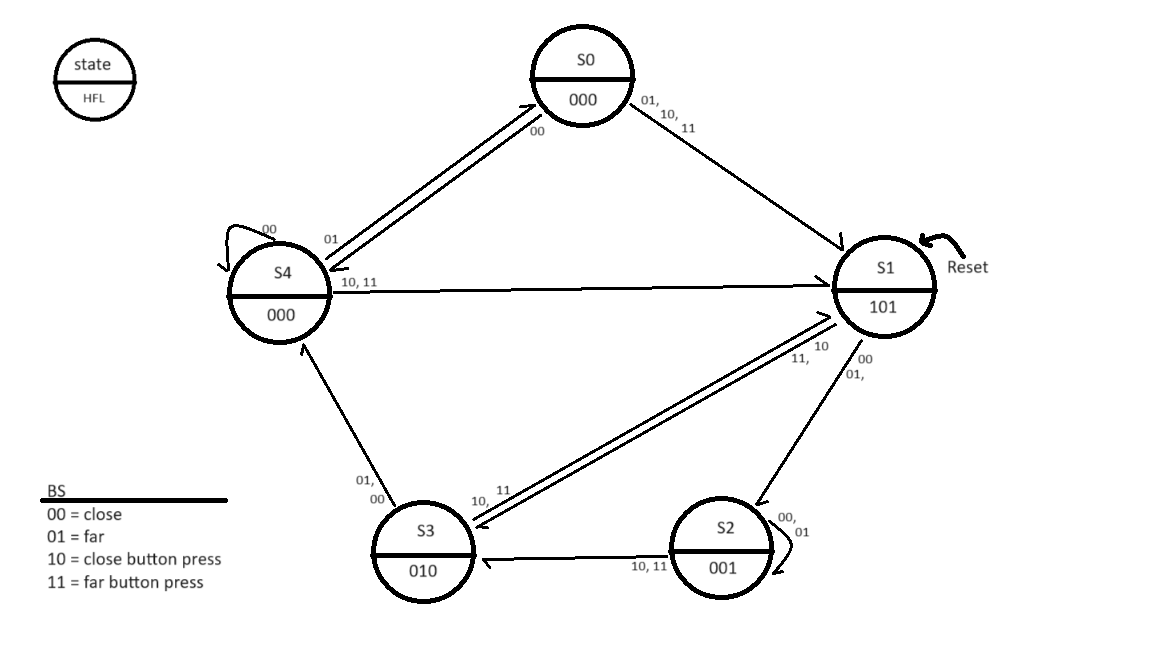 state
HFL
S0
000
01,
10,
11
00
00
01
S4
000
10, 11
S1
101
Reset
11, 10
00
01,
BS
00 = close
01 = far
10 = close button press
11 = far button press
01,
00
10, 11
S3
010
10, 11
S2
001
00,
01